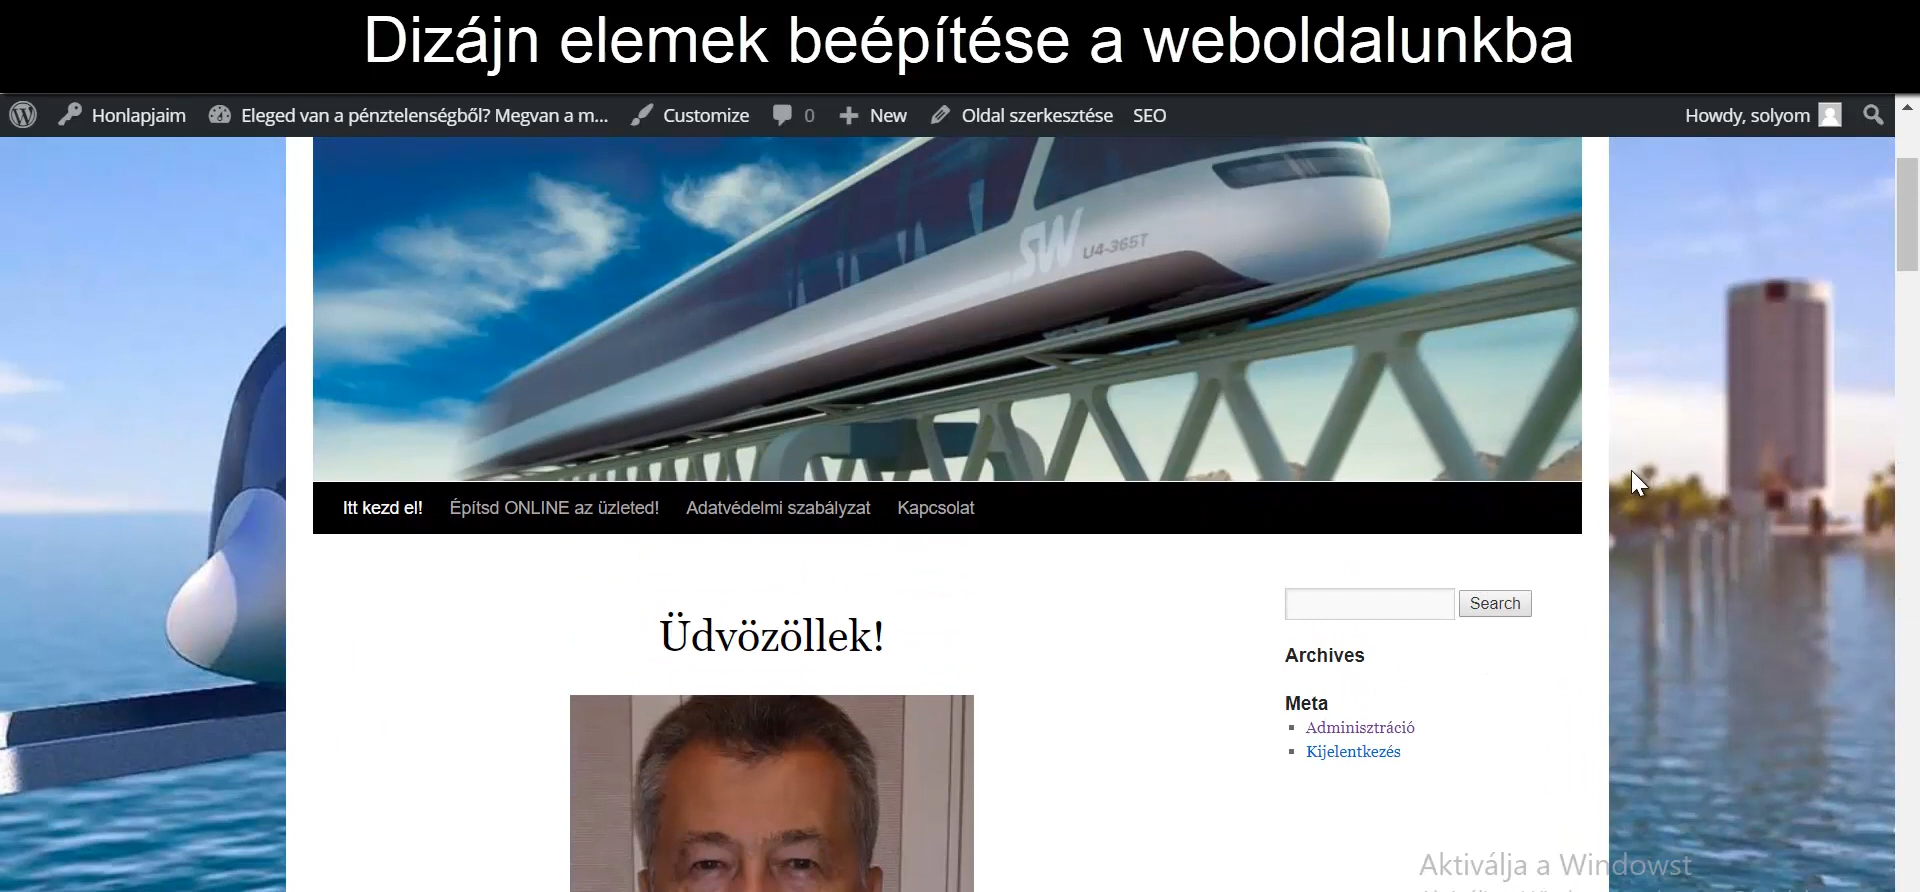 Dizájn elemek beépítése a weboldalunkba
Honlapjaim Eleged van a pénztelenségből? Megvan a m... Customize 0 New Oldal szerkesztése SEO Howdy, solyom
SW U4-365T
Itt kezd el! Építsd ONLINE az üzleted! Adatvédelmi szabályzat Kapcsolat
Üdvözöllek!
Search
Archives
Meta
Adminisztráció
Kijelentkezés
Aktiválja a Windowst